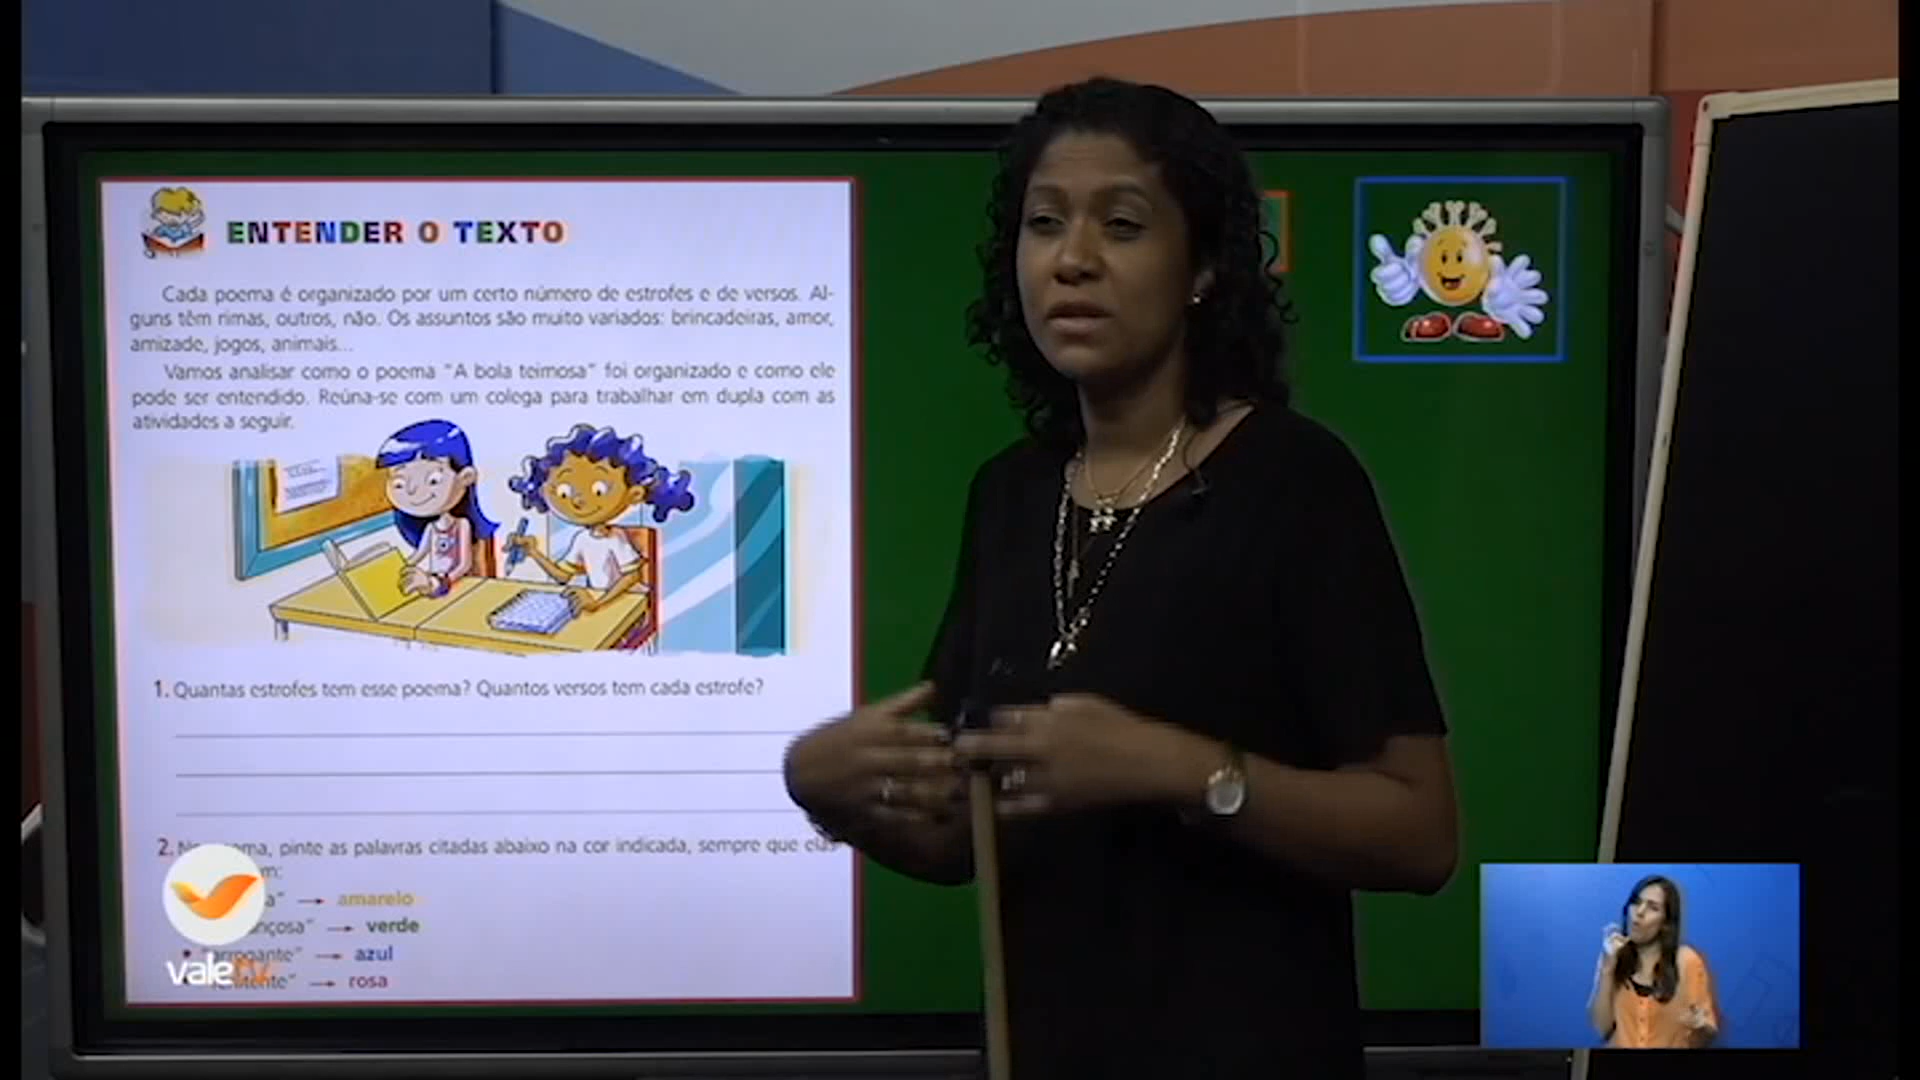 ENTENDER O TEXTO
Cada poema é organizado por um certo número de estrofes e de versos. Al-
guns têm rimas, outros, não. Os assuntos são muito variados: brincadeiras, amor,
amizade, jogos, animais...
Vamos analisar como o poema "A bola teimosa" foi organizado e como ele
pode ser entendido. Reúna-se com um colega para trabalhar em dupla com as
atividades a seguir.
1. Quantas estrofes tem esse poema? Quantos versos tem cada estrofe?
2. pinte as palavras citadas abaixo na cor indicada, sempre que elas
→ amarelo
→ verde
• "arrogante" → azul
→ rosa
valetv